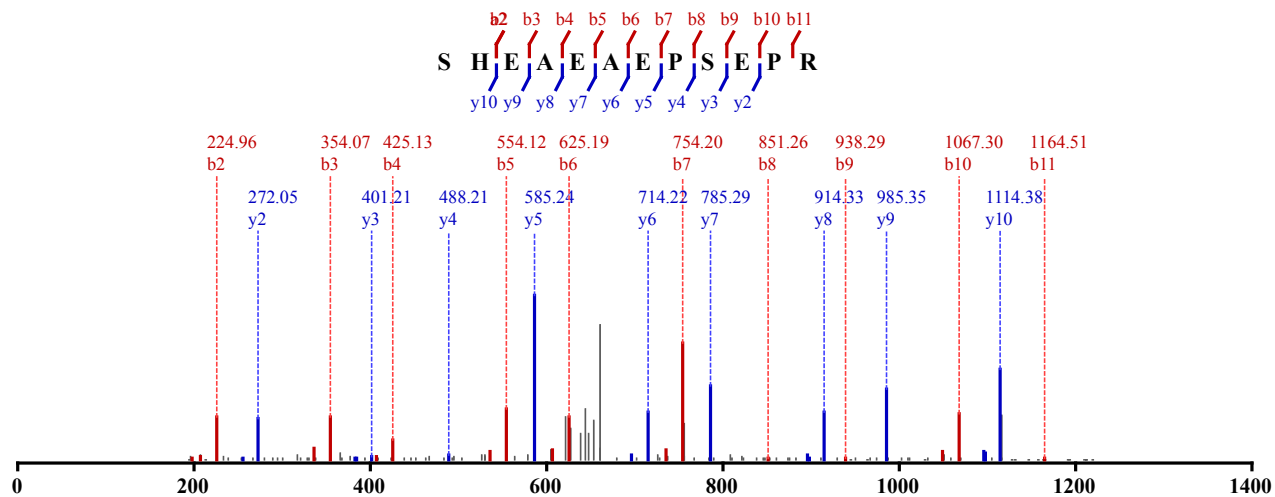 a2 b2 b3 b4 b5 b6 b7 b8 b9 b10 b11
S H E A E A E P S E P R
y10 y9 y8 y7 y6 y5 y4 y3 y2
224.96 354.07 425.13 554.12 625.19 754.20 851.26 938.29 1067.30 1164.51
b2 b3 b4 b5 b6 b7 b8 b9 b10 b11
272.05 401.21 488.21 585.24 714.22 785.29 914.33 985.35 1114.38
y2 y3 y4 y5 y6 y7 y8 y9 y10
0 200 400 600 800 1000 1200 1400